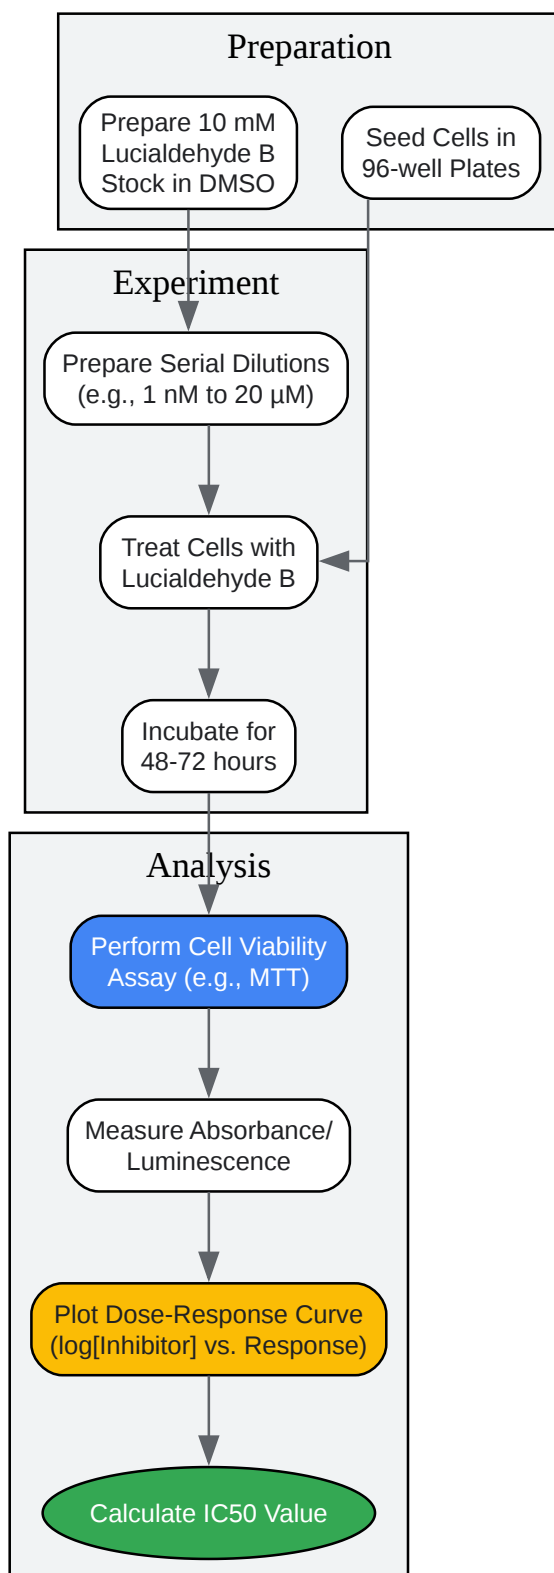 Preparation
Prepare 10 mM
Lucialdehyde B
Stock in DMSO
Seed Cells in
96-well Plates
Experiment
Prepare Serial Dilutions
(e.g., 1 nM to 20 µM)
Treat Cells with
Lucialdehyde B
Incubate for
48-72 hours
Analysis
Perform Cell Viability
Assay (e.g., MTT)
Measure Absorbance/
Luminescence
Plot Dose-Response Curve
(log[Inhibitor] vs. Response)
Calculate IC50 Value